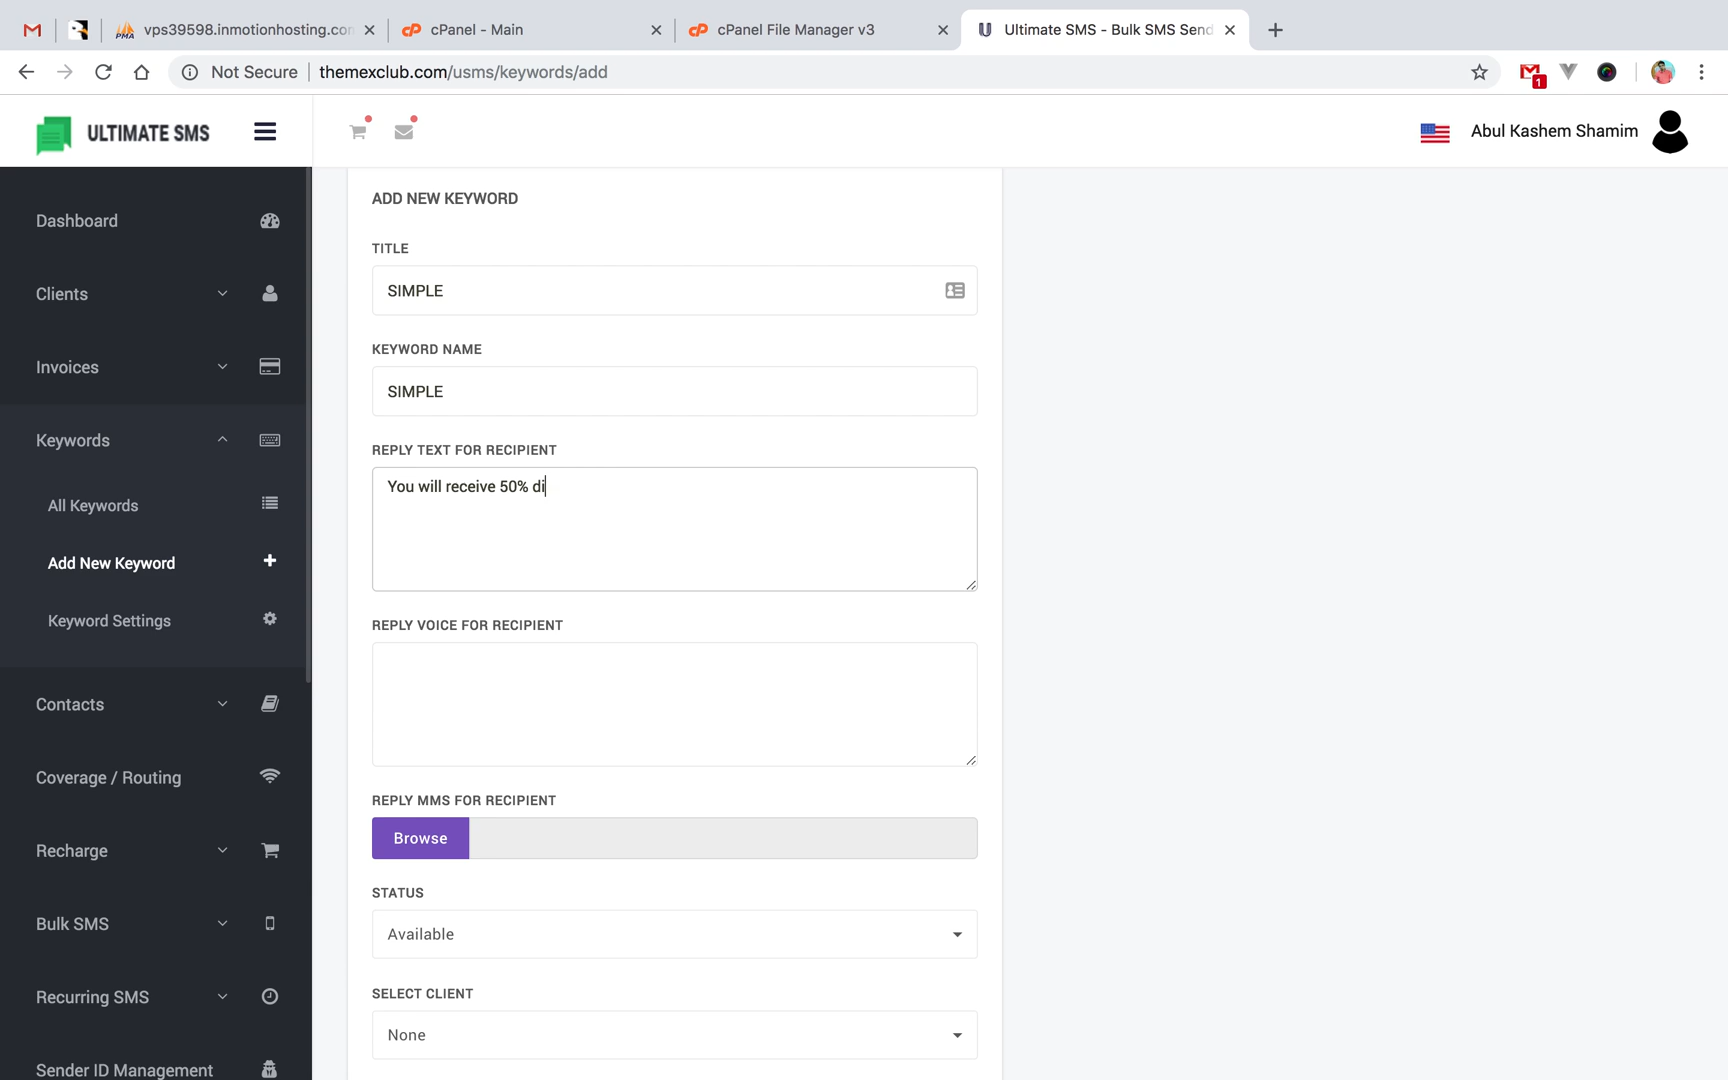 vps39598.inmotionhosting.con
cPanel - Main
cPanel File Manager v3
Ultimate SMS - Bulk SMS Send
Not Secure
themexclub.com/usms/keywords/add
1
ULTIMATE SMS
Abul Kashem Shamim
Dashboard
Clients
Invoices
Keywords
All Keywords
Add New Keyword
Keyword Settings
Contacts
Coverage / Routing
Recharge
Bulk SMS
Recurring SMS
Sender ID Management
ADD NEW KEYWORD
TITLE
SIMPLE
KEYWORD NAME
SIMPLE
REPLY TEXT FOR RECIPIENT
You will receive 50% di
REPLY VOICE FOR RECIPIENT
REPLY MMS FOR RECIPIENT
Browse
STATUS
Available
SELECT CLIENT
None